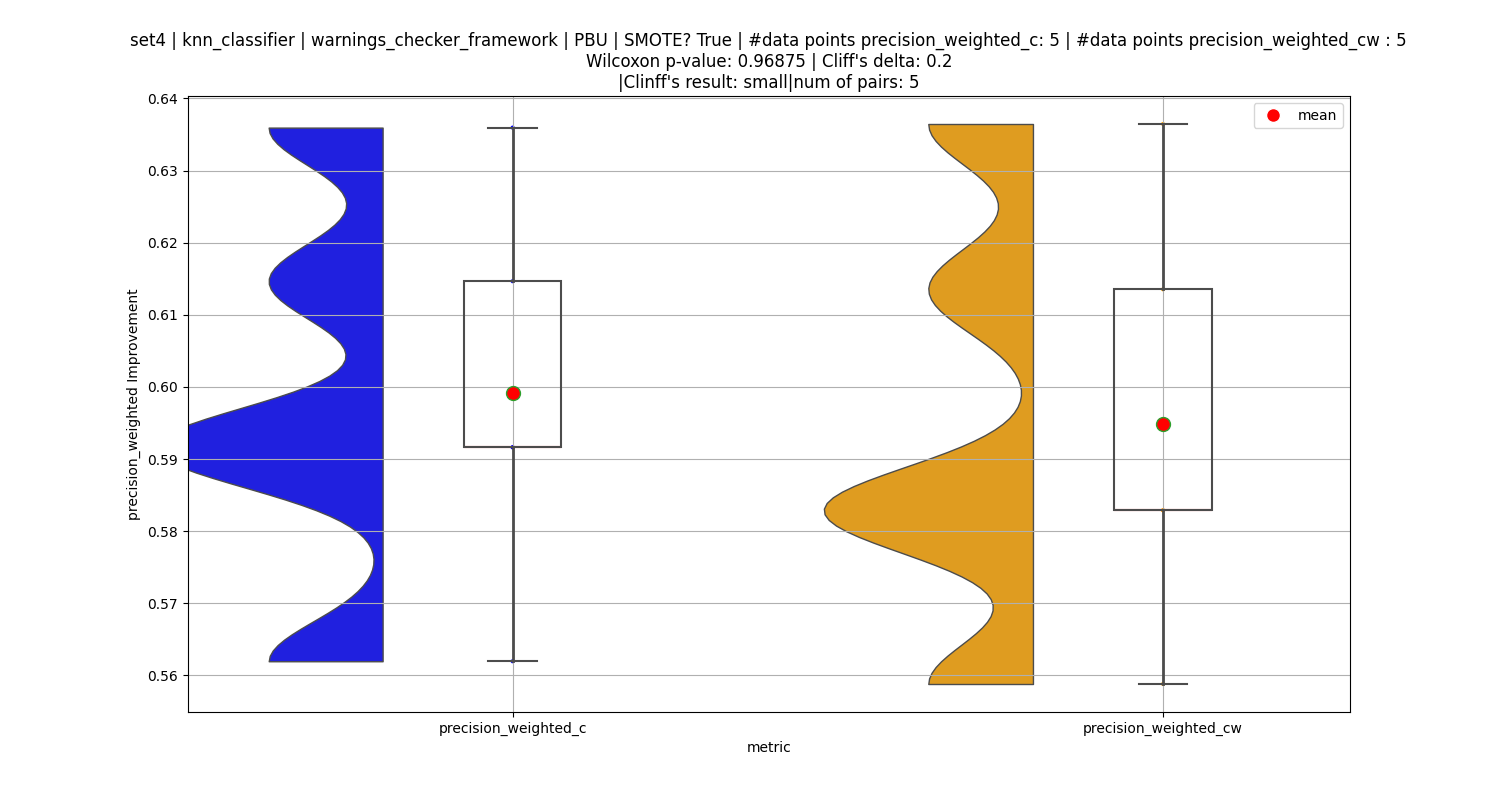 set4 | knn_classifier | warnings_checker_framework | PBU | SMOTE? True | #data points precision_weighted_c: 5 | #data points precision_weighted_cw : 5
Wilcoxon p-value: 0.96875 | Cliff's delta: 0.2
|Clinff's result: small|num of pairs: 5
mean
0.64
0.63
0.62
0.61
0.60
0.59
0.58
0.57
0.56
precision_weighted Improvement
precision_weighted_c
precision_weighted_cw
metric